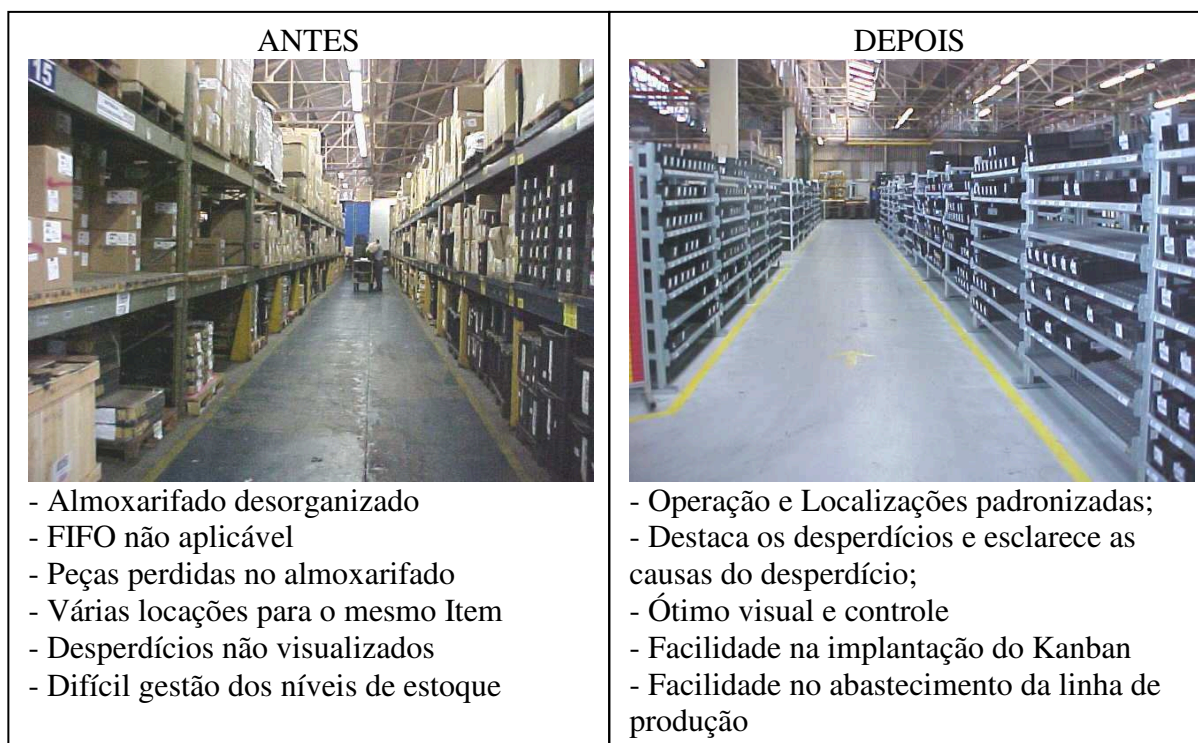 ANTES
15
- Almoxarifado desorganizado
- FIFO não aplicável
- Peças perdidas no almoxarifado
- Várias locações para o mesmo Item
- Desperdícios não visualizados
- Difícil gestão dos níveis de estoque
DEPOIS
- Operação e Localizações padronizadas;
- Destaca os desperdícios e esclarece as
causas do desperdício;
- Ótimo visual e controle
- Facilidade na implantação do Kanban
- Facilidade no abastecimento da linha de
produção